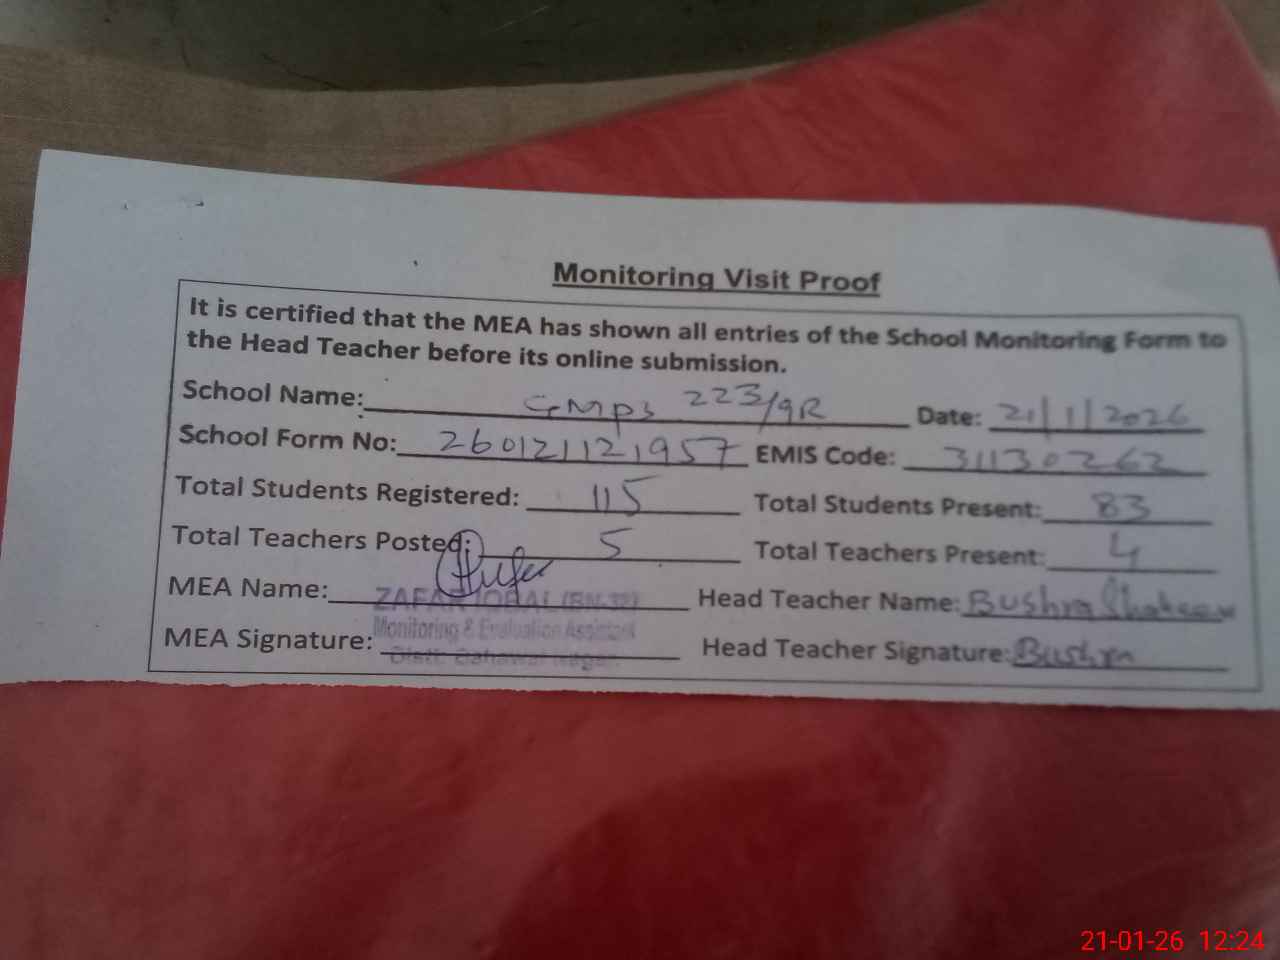 Monitoring Visit Proof
It is certified that the MEA has shown all entries of the School Monitoring Form to
the Head Teacher before its online submission.
School Name: GMPS 223/9R Date: 21/1/2026
School Form No: 260121121957 EMIS Code: 31130262
Total Students Registered: 115 Total Students Present: 83
Total Teachers Posted: 5 Total Teachers Present: 4
MEA Name: ZAFAR IQBAL (BN-32) Head Teacher Name: Bushra
Monitoring & Evaluation Assistant
MEA Signature: Distt. Bahawalnagar Head Teacher Signature: Bushra
21-01-26 12:24